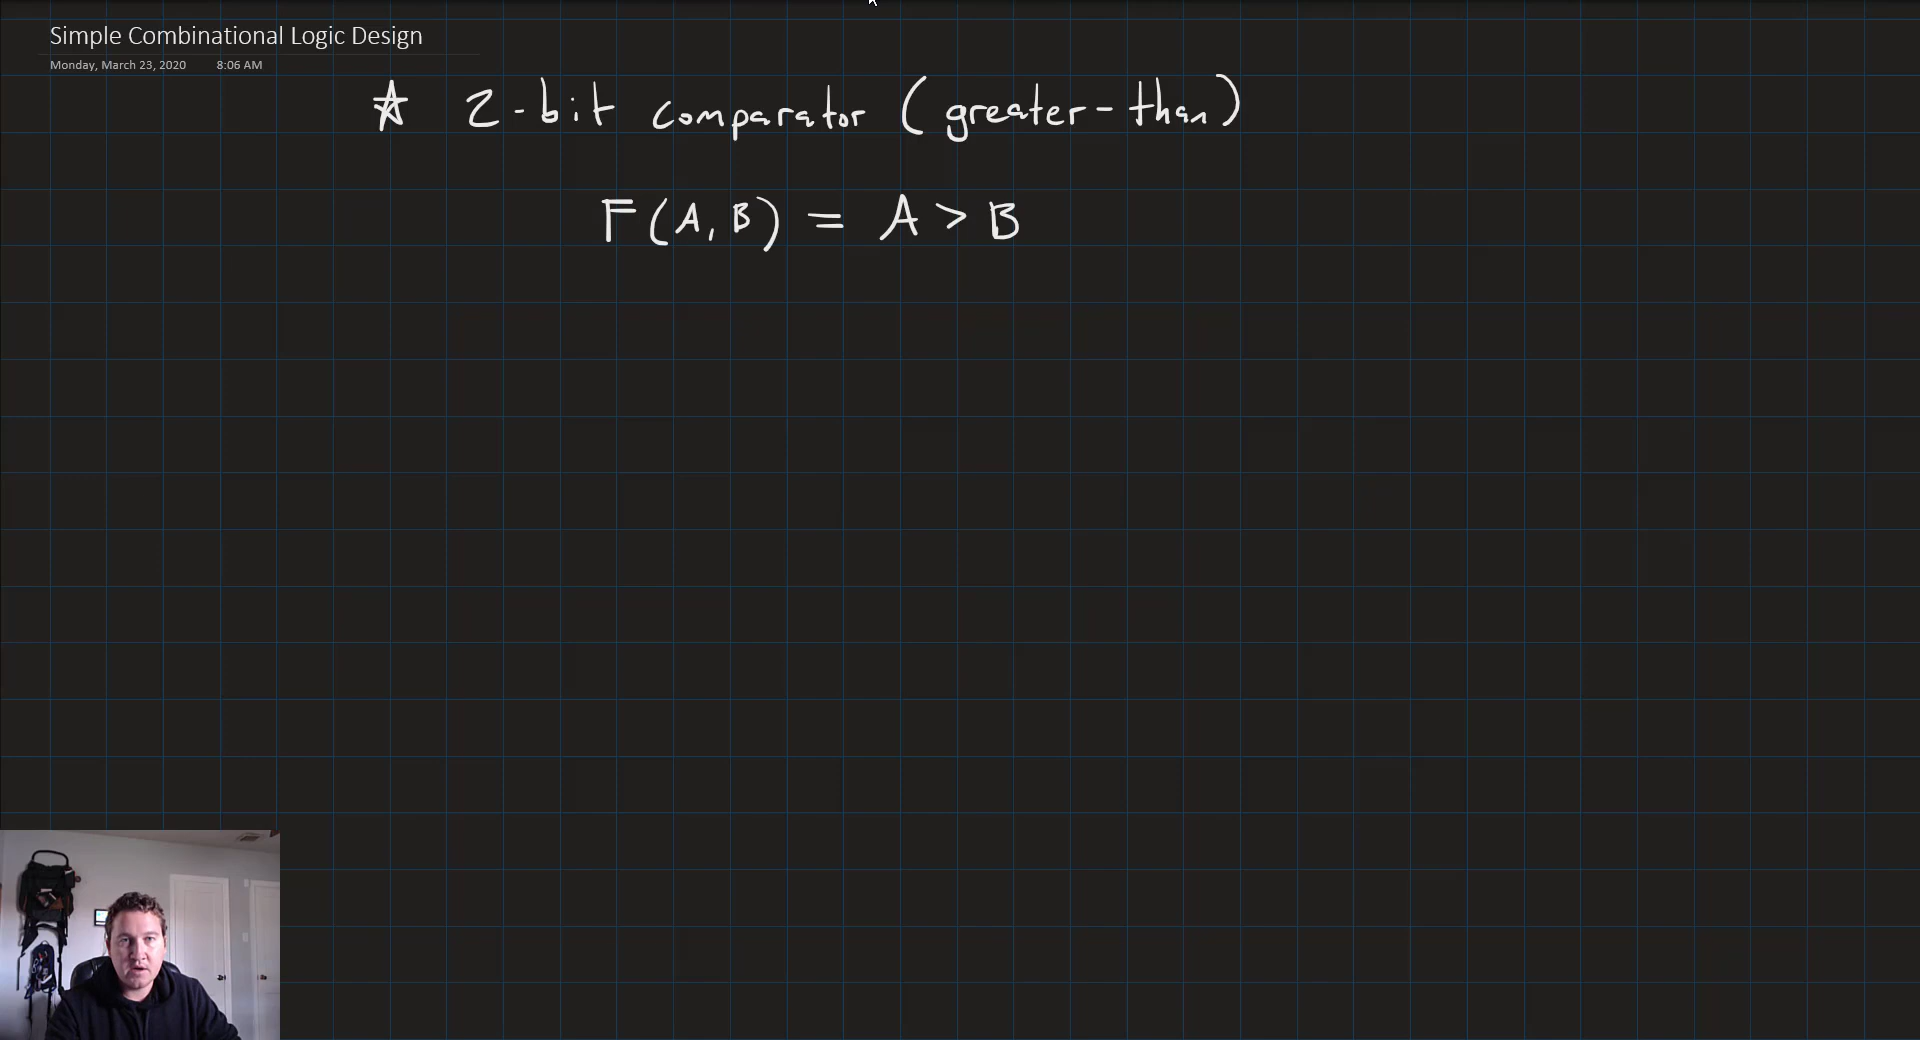 Simple Combinational Logic Design
Monday, March 23, 2020 8:06 AM
☆ 2-bit comparator (greater-than)
F(A, B) = A > B